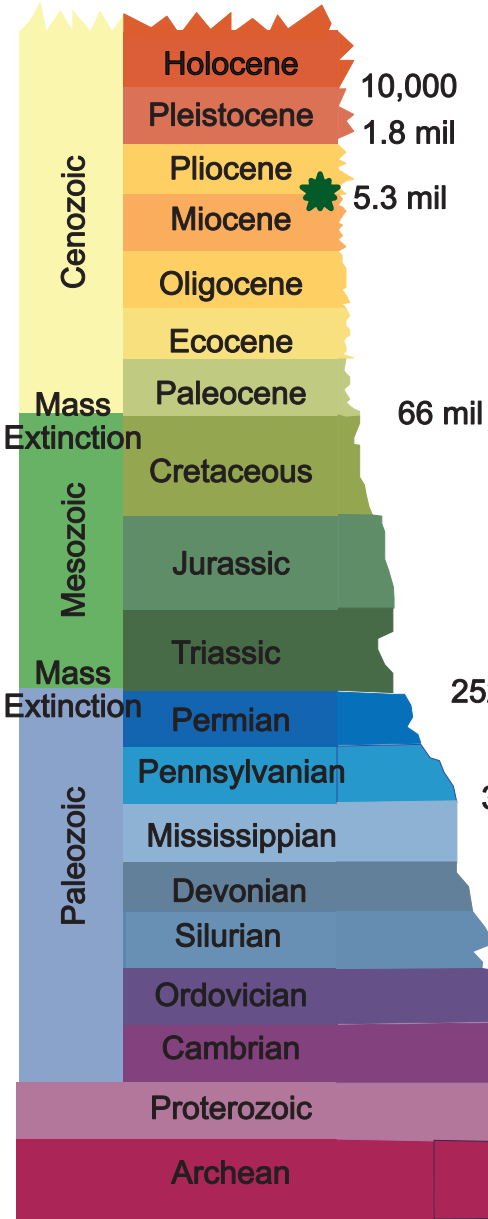 Holocene
10,000
Pleistocene
1.8 mil
Pliocene
5.3 mil
Miocene
Cenozoic
Oligocene
Ecocene
Paleocene
Mass
Extinction
66 mil
Cretaceous
Mesozoic
Jurassic
Triassic
Mass
Extinction
Permian
Pennsylvanian
Mississippian
Paleozoic
Devonian
Silurian
Ordovician
Cambrian
Proterozoic
Archean